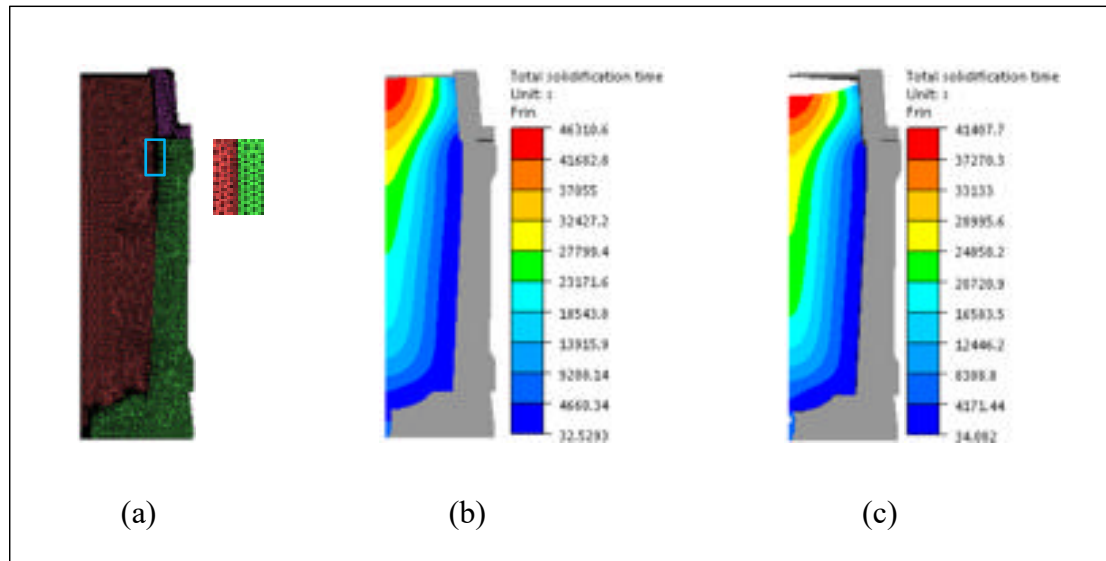 Total solidification time
Unit: s
Frin
46310.6
41682.8
37055
32427.2
27799.4
23171.6
18543.8
13915.9
9288.14
4660.34
32.5293
Total solidification time
Unit: s
Frin
41407.7
37270.3
33133
28995.6
24858.2
20720.9
16583.5
12446.2
8308.8
4171.44
34.082
(a)
(b)
(c)